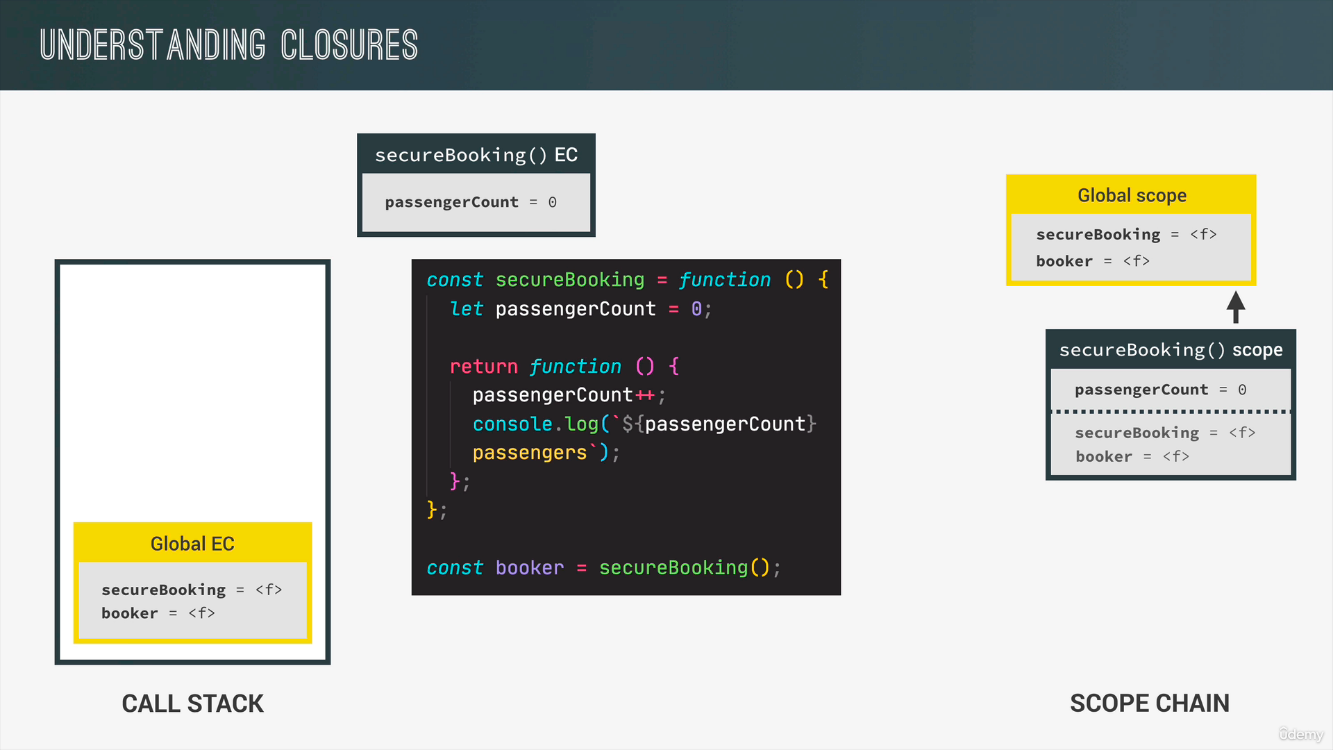 UNDERSTANDING CLOSURES
secureBooking() EC
passengerCount = 0
Global EC
secureBooking = <f>
booker = <f>
CALL STACK
const secureBooking = function () {
let passengerCount = 0;
return function () {
passengerCount++;
console.log(`${passengerCount}
passengers`);
};
};
const booker = secureBooking();
Global scope
secureBooking = <f>
booker = <f>
secureBooking() scope
passengerCount = 0
secureBooking = <f>
booker = <f>
SCOPE CHAIN
ûdemy